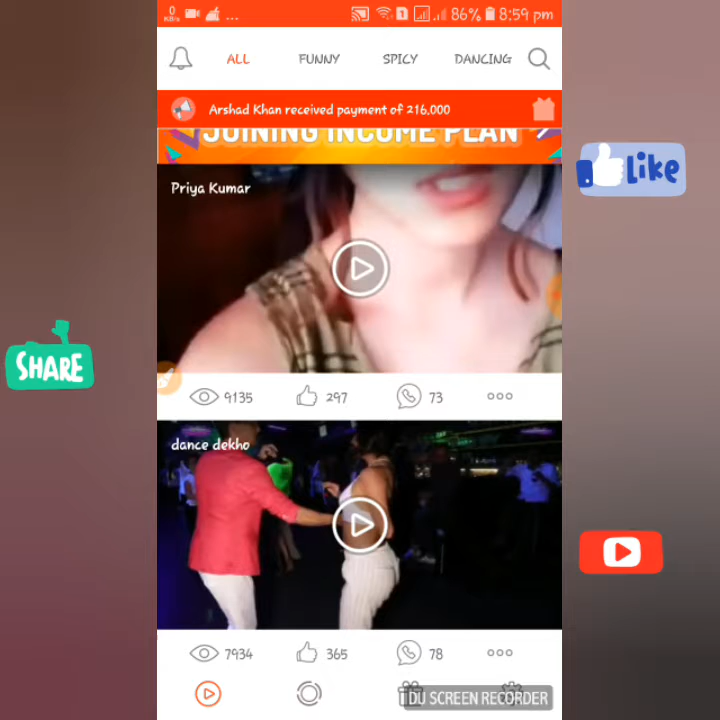 0
KB/s ... 1 86% 8:59 pm
ALL FUNNY SPICY DANCING
Arshad Khan received payment of 216,000
JOINING INCOME PLAN
Priya Kumar
Like
SHARE
9135 297 73
dance dekho
7934 365 78
DU SCREEN RECORDER